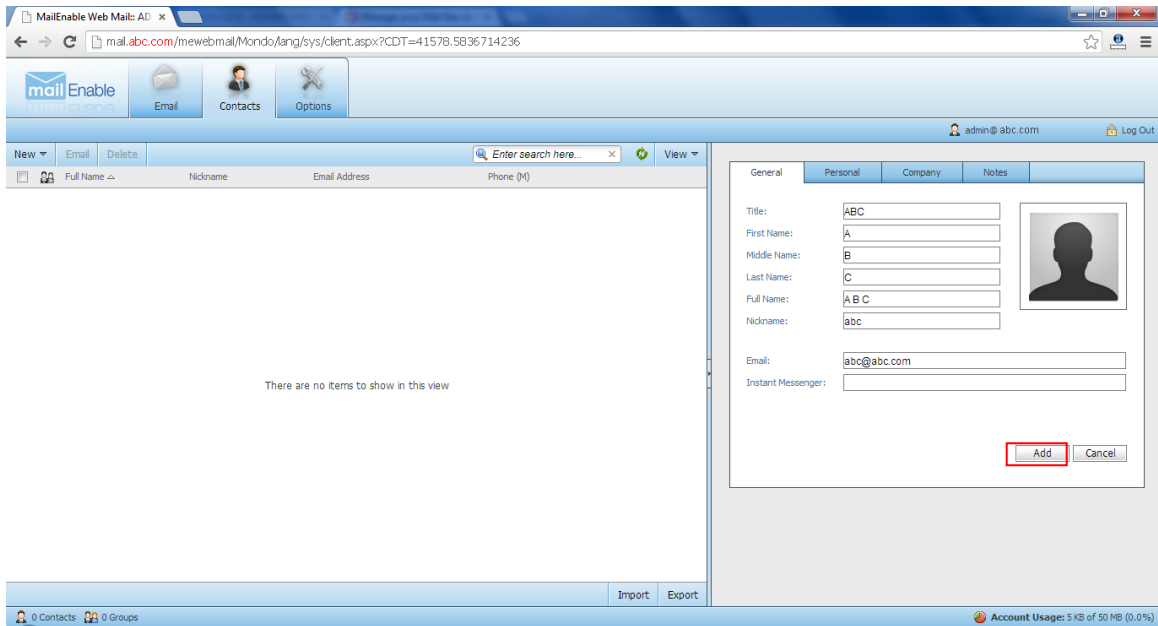 MailEnable Web Mail:: AD ×
mail.abc.com/mewebmail/Mondo/lang/sys/client.aspx?CDT=41578.5836714236
mail Enable
Email Contacts Options
admin@abc.com Log Out
New Email Delete Enter search here... × View
Full Name Nickname Email Address Phone (M)
There are no items to show in this view
General Personal Company Notes
Title: ABC
First Name: A
Middle Name: B
Last Name: C
Full Name: A B C
Nickname: abc
Email: abc@abc.com
Instant Messenger:
Add Cancel
Import Export
0 Contacts 0 Groups Account Usage: 5 KB of 50 MB (0.0%)